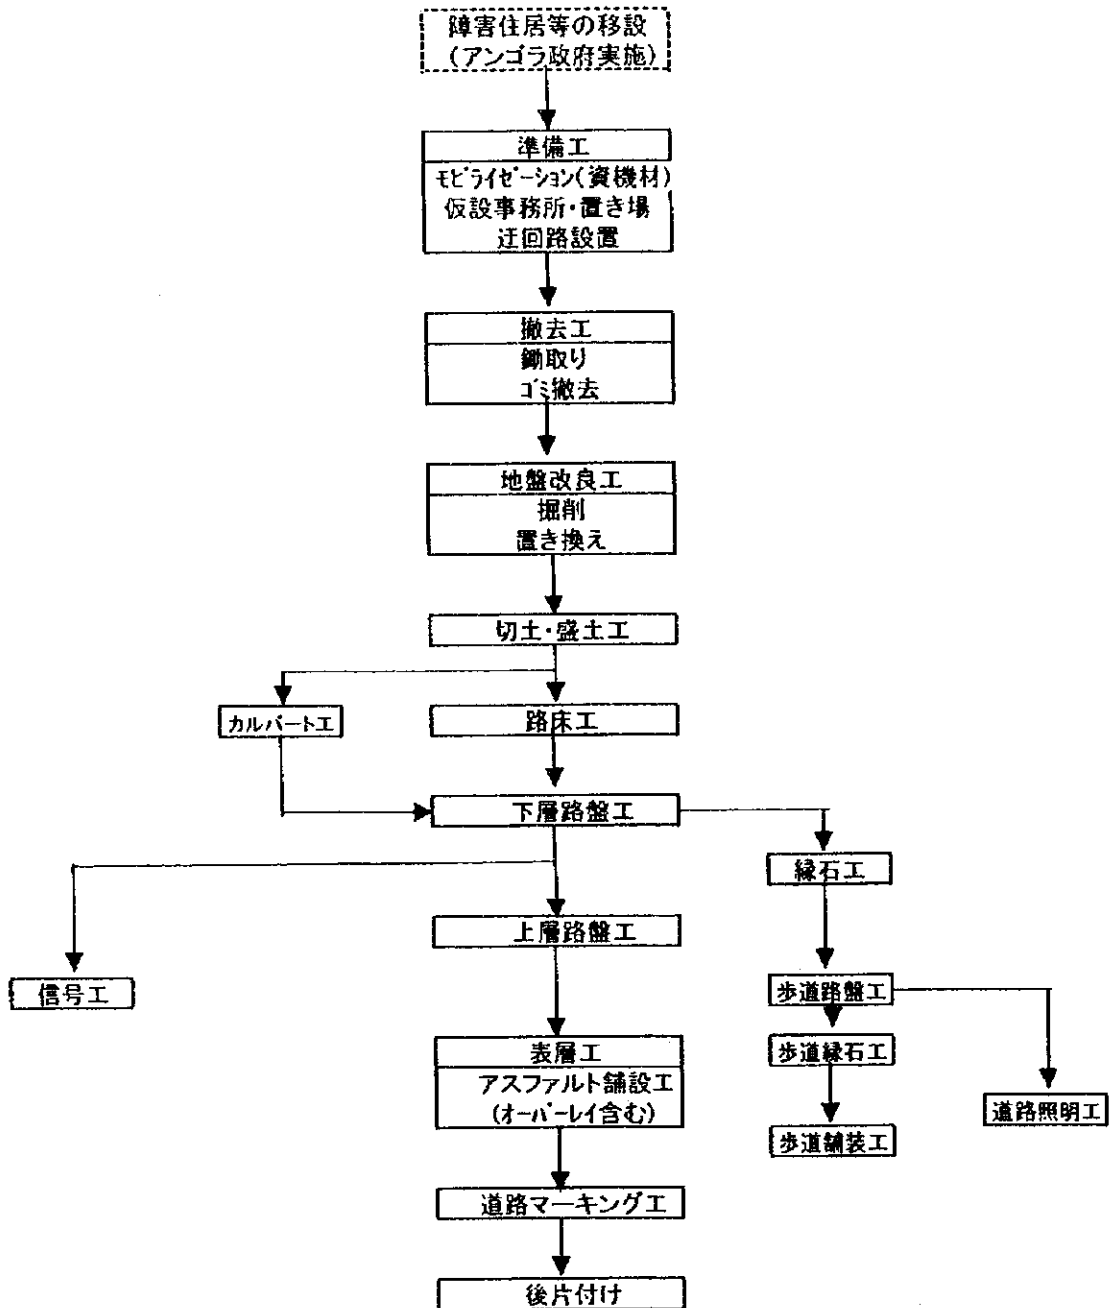 障害住居等の移設
(アンゴラ政府実施)
準備工
モビライゼーション(資機材)
仮設事務所・置き場
迂回路設置
撤去工
鋤取り
ゴミ撤去
地盤改良工
掘削
置き換え
切土・盛土工
カルバート工
路床工
下層路盤工
縁石工
上層路盤工
信号工
歩道路盤工
表層工
アスファルト舗設工
(オーバーレイ含む)
歩道縁石工
道路照明工
歩道舗装工
道路マーキング工
後片付け